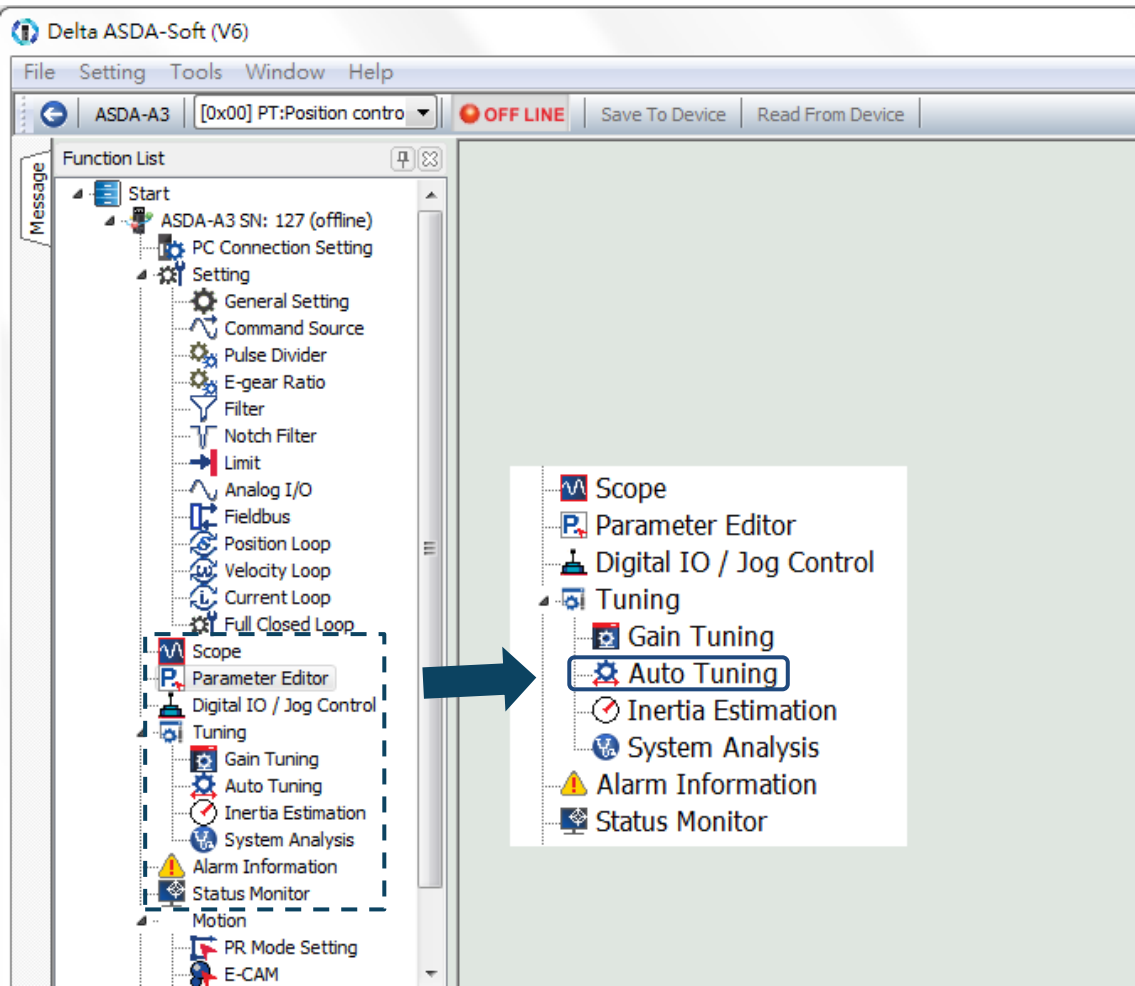 Delta ASDA-Soft (V6)
File Setting Tools Window Help
ASDA-A3 [0x00] PT:Position contro OFF LINE Save To Device Read From Device
Message
Function List
Start
ASDA-A3 SN: 127 (offline)
PC Connection Setting
Setting
General Setting
Command Source
Pulse Divider
E-gear Ratio
Filter
Notch Filter
Limit
Analog I/O
Fieldbus
Position Loop
Velocity Loop
Current Loop
Full Closed Loop
Scope
Parameter Editor
Digital IO / Jog Control
Tuning
Gain Tuning
Auto Tuning
Inertia Estimation
System Analysis
Alarm Information
Status Monitor
Motion
PR Mode Setting
E-CAM
Scope
Parameter Editor
Digital IO / Jog Control
Tuning
Gain Tuning
Auto Tuning
Inertia Estimation
System Analysis
Alarm Information
Status Monitor